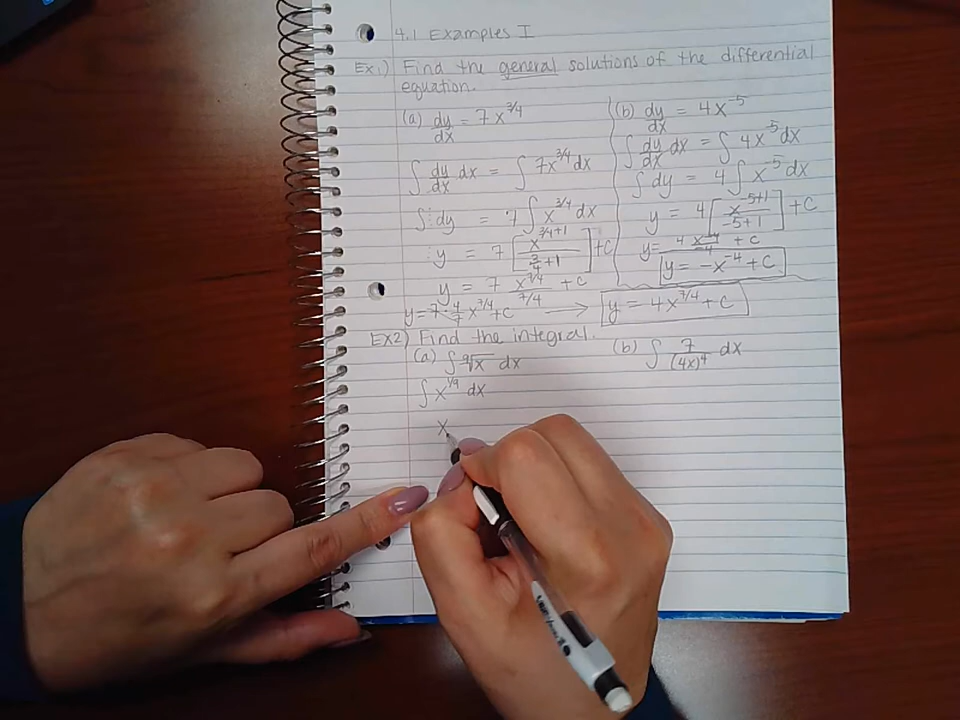 4.1 Examples I
Ex1) Find the general solutions of the differential
equation.
(a) dy/dx = 7x^3/4
∫ dy/dx dx = ∫ 7x^3/4 dx
∫ dy = 7 ∫ x^3/4 dx
y = 7 [x^3/4+1 / 3/4+1] + C
y = 7 x^7/4 / 7/4 + C
y = 7 · 4/7 x^7/4 + C → y = 4x^7/4 + C
(b) dy/dx = 4x^-5
∫ dy/dx dx = ∫ 4x^-5 dx
∫ dy = 4 ∫ x^-5 dx
y = 4 [x^-5+1 / -5+1] + C
y = 4 x^-4 / -4 + C
y = -x^-4 + C
Ex2) Find the integral.
(a) ∫ ⁹√x dx
∫ x^1/9 dx
x
(b) ∫ 7/(4x)^4 dx